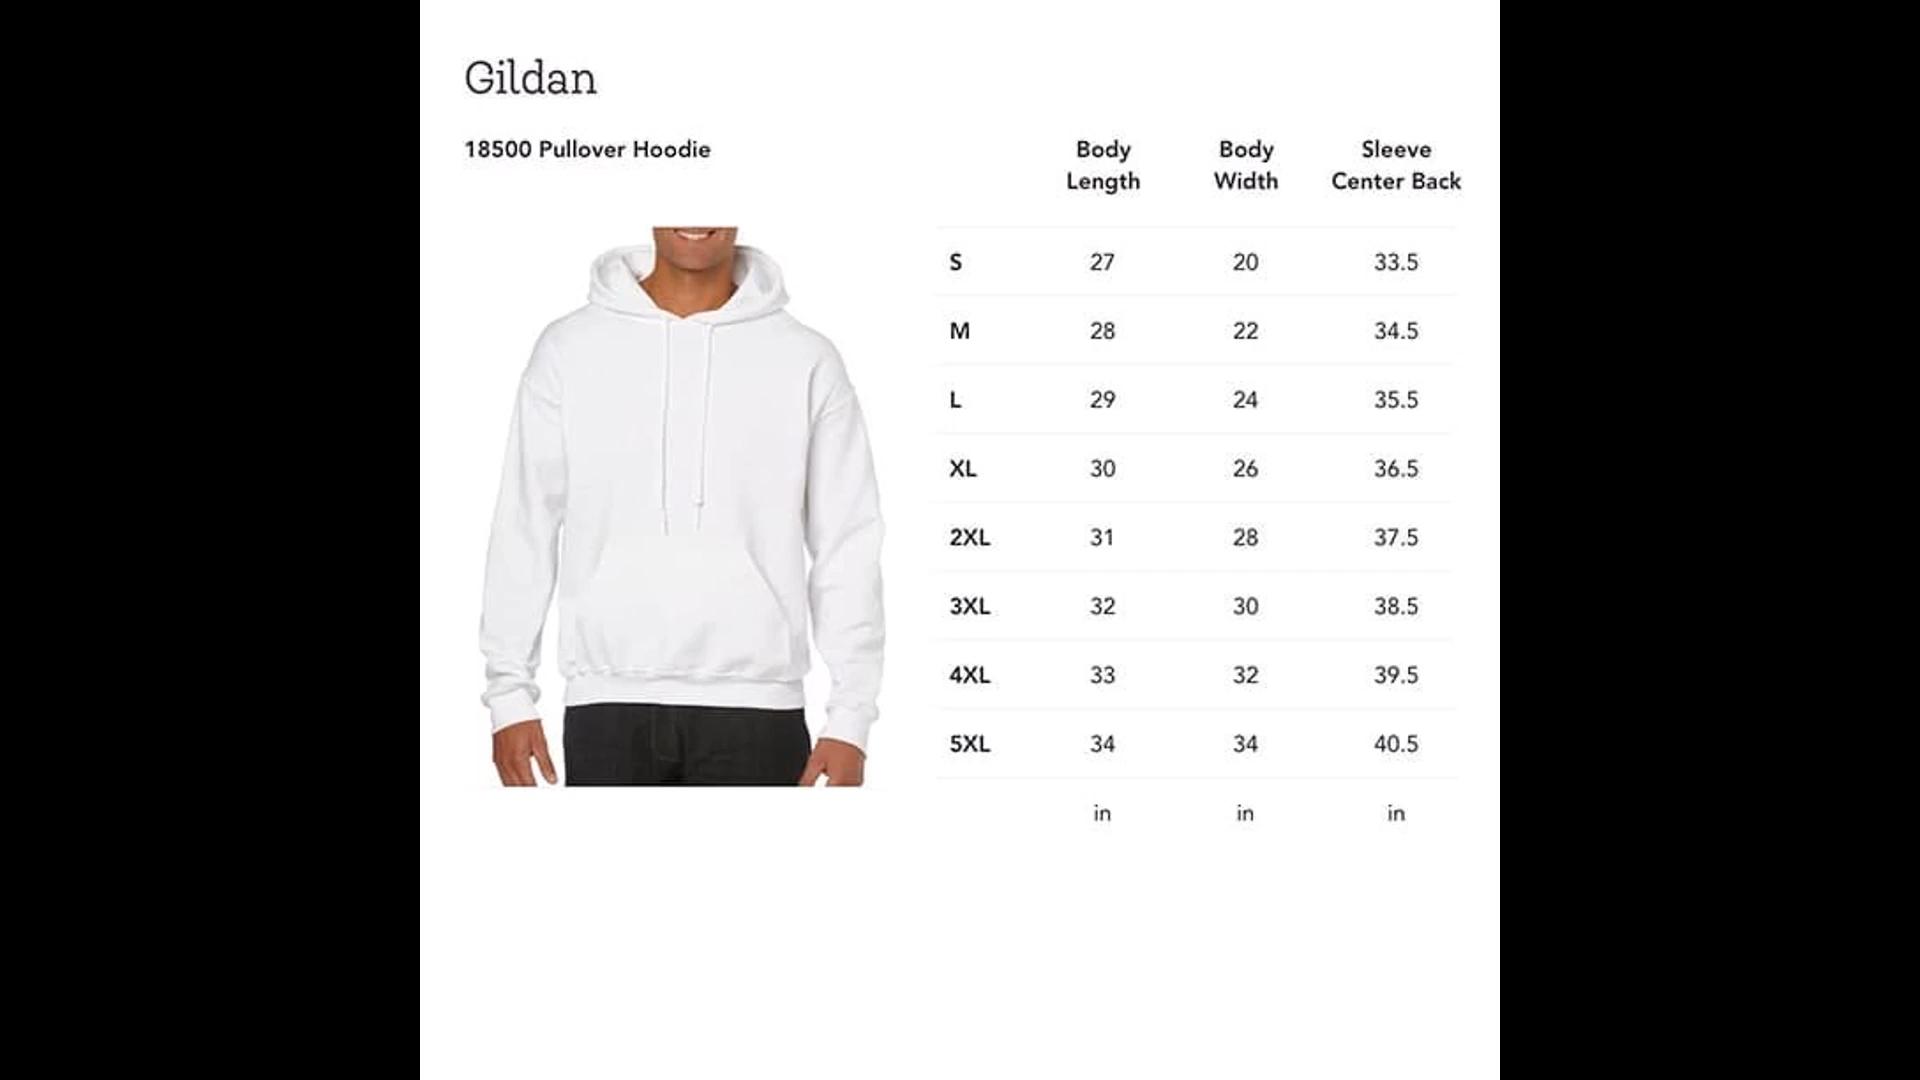 Gildan
18500 Pullover Hoodie
Body Length Body Width Sleeve Center Back
S 27 20 33.5
M 28 22 34.5
L 29 24 35.5
XL 30 26 36.5
2XL 31 28 37.5
3XL 32 30 38.5
4XL 33 32 39.5
5XL 34 34 40.5
in in in